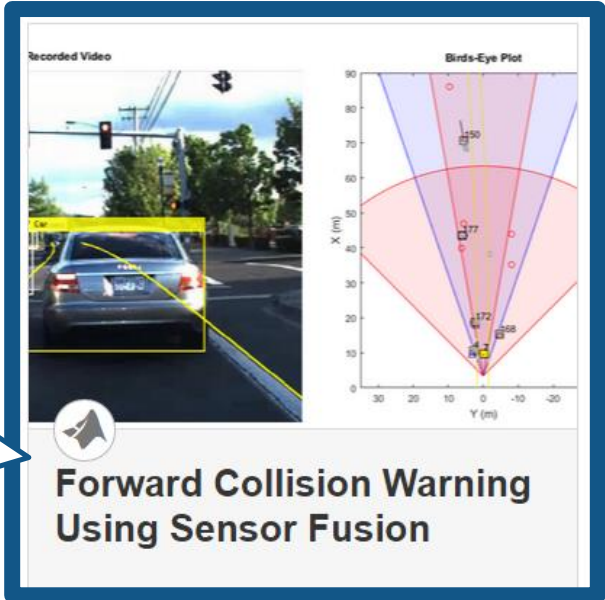 Recorded Video
Birds-Eye Plot
Car
X (m)
90
80
70
60
50
40
30
20
10
0
150
177
172
168
30 20 10 0 -10 -20
Y (m)
Forward Collision Warning
Using Sensor Fusion